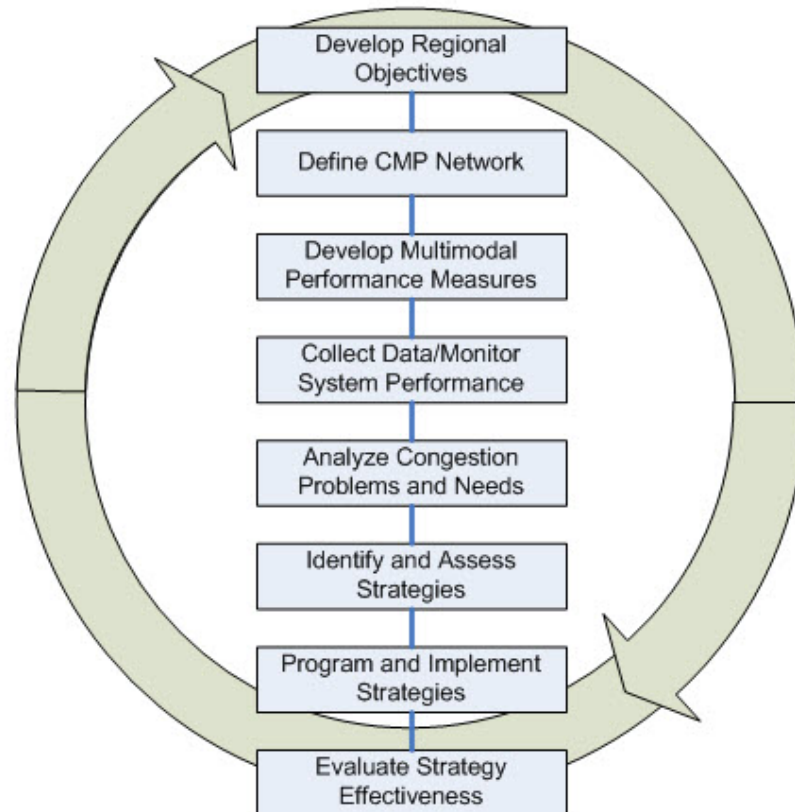 Develop Regional
Objectives
Define CMP Network
Develop Multimodal
Performance Measures
Collect Data/Monitor
System Performance
Analyze Congestion
Problems and Needs
Identify and Assess
Strategies
Program and Implement
Strategies
Evaluate Strategy
Effectiveness